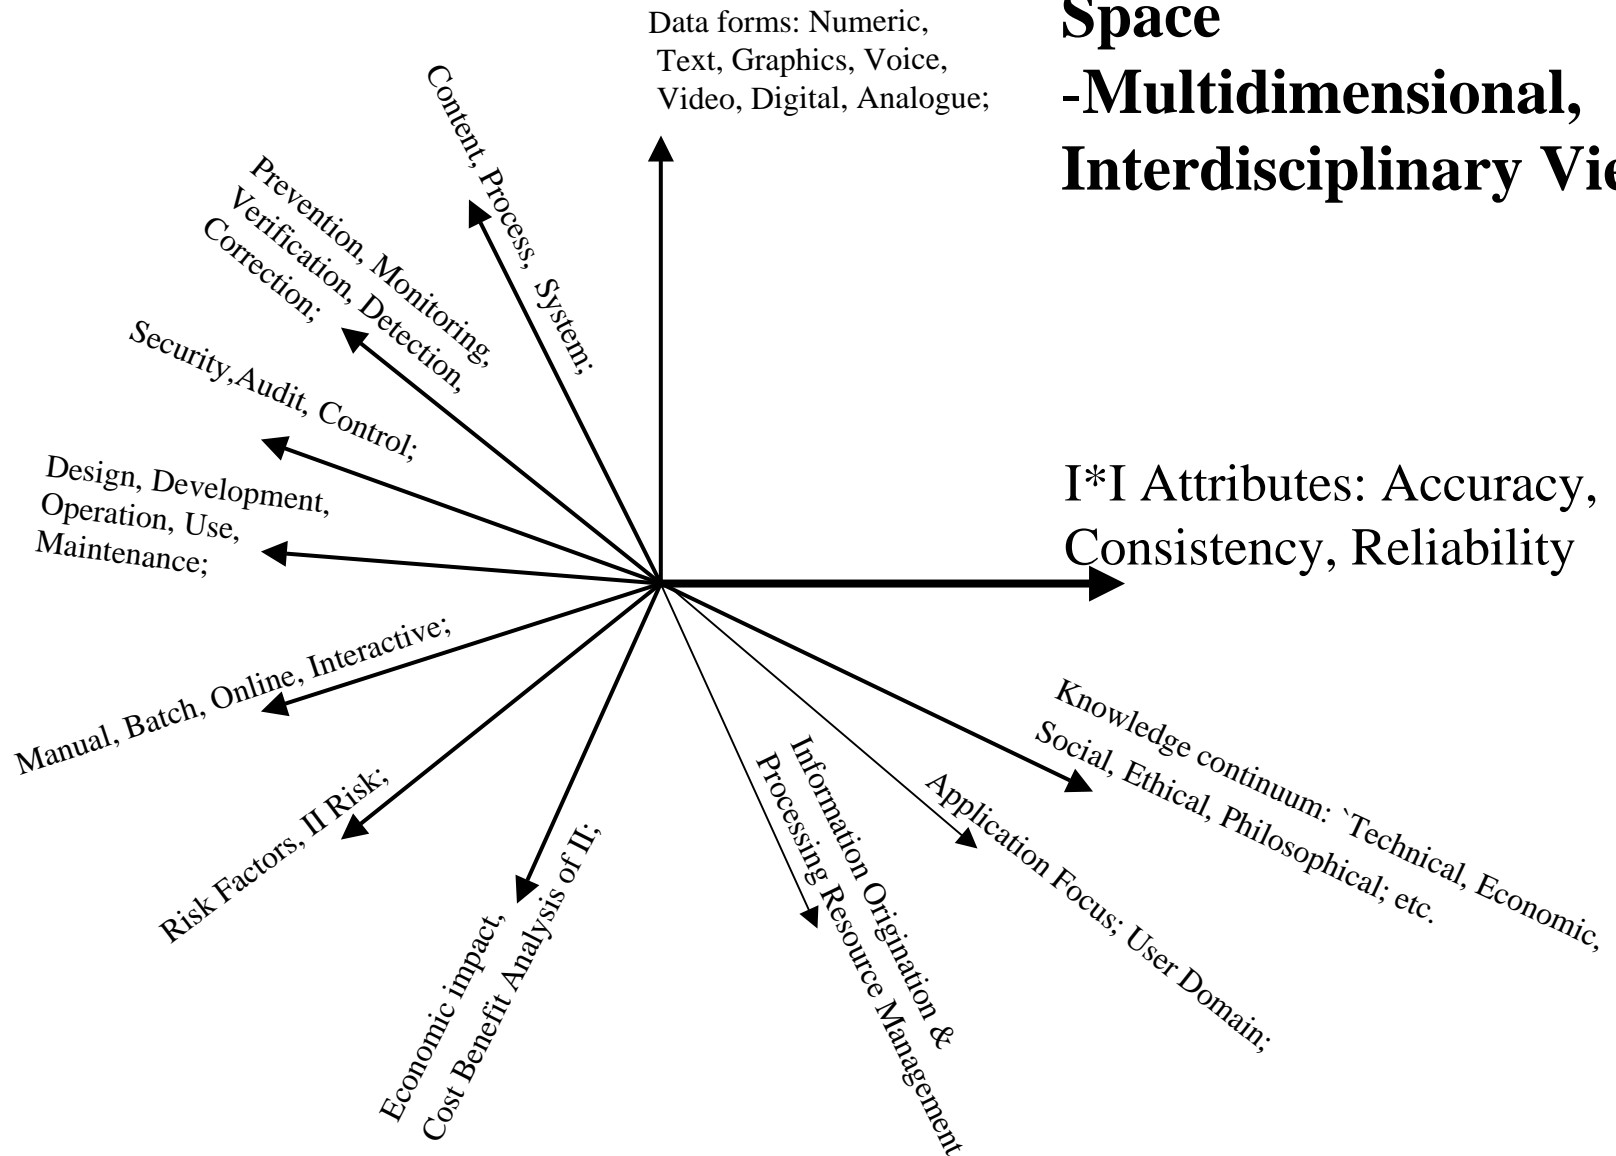 Space
-Multidimensional,
Interdisciplinary
Data forms: Numeric,
Text, Graphics, Voice,
Video, Digital, Analogue;
Content, Process, System;
Prevention, Monitoring,
Verification, Detection,
Correction;
Security,Audit, Control;
Design, Development,
Operation, Use,
Maintenance;
I*I Attributes: Accuracy,
Consistency, Reliability
Manual, Batch, Online, Interactive;
Risk Factors, II Risk;
Economic impact,
Cost Benefit Analysis of II;
Information Origination &
Processing Resource Management
Application Focus; User Domain;
Knowledge continuum: `Technical, Economic,
Social, Ethical, Philosophical; etc.